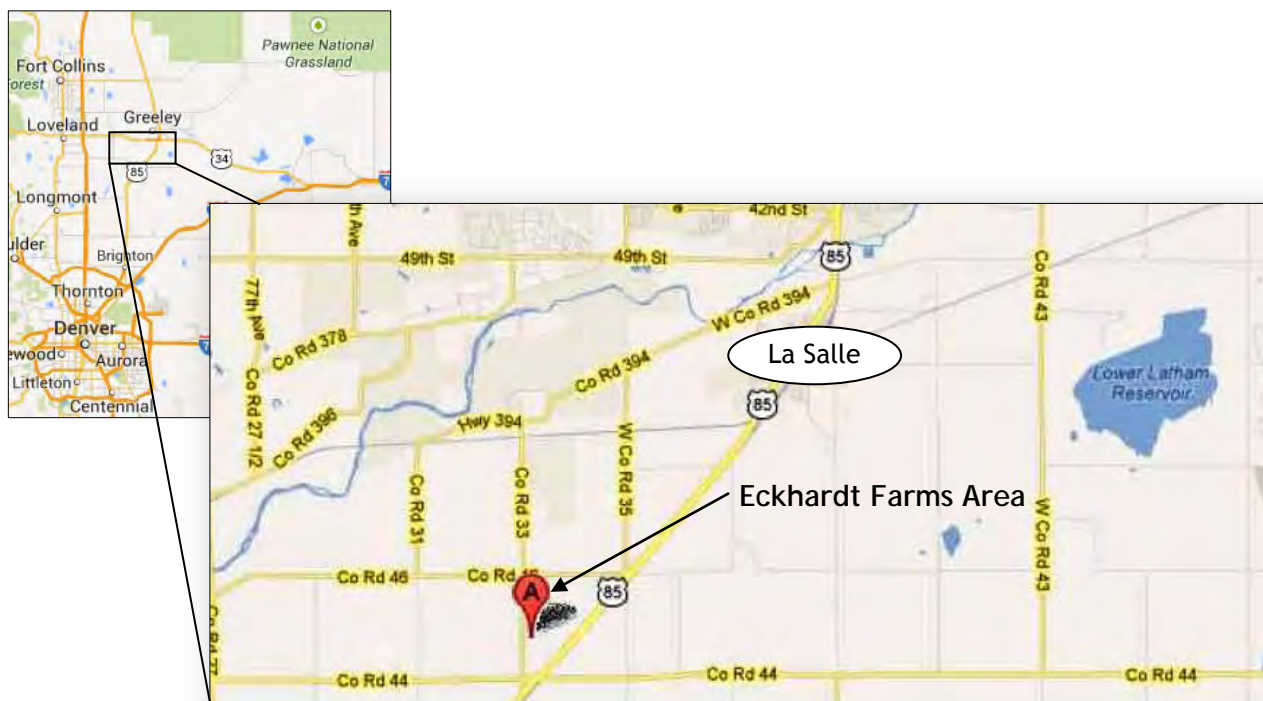 Pawnee National
Grassland
Fort Collins
orest
Greeley
Loveland
34
85
Longmont
ulder
Brighton
Thornton
Denver
ewood
Aurora
Littleton
Centennial
42nd St
th Ave
49th St
49th St
85
Co Rd 43
77th Ave
W Co Rd 394
Co Rd 378
La Salle
Co Rd 394
Lower Latham
Reservoir
Co Rd 27 1/2
85
Co Rd 396
Hwy 394
W Co Rd 35
Co Rd 31
Co Rd 33
Eckhardt Farms Area
W Co Rd 43
Co Rd 46
Co Rd
A
85
Co Rd 44
Co Rd 44
Co Rd 44